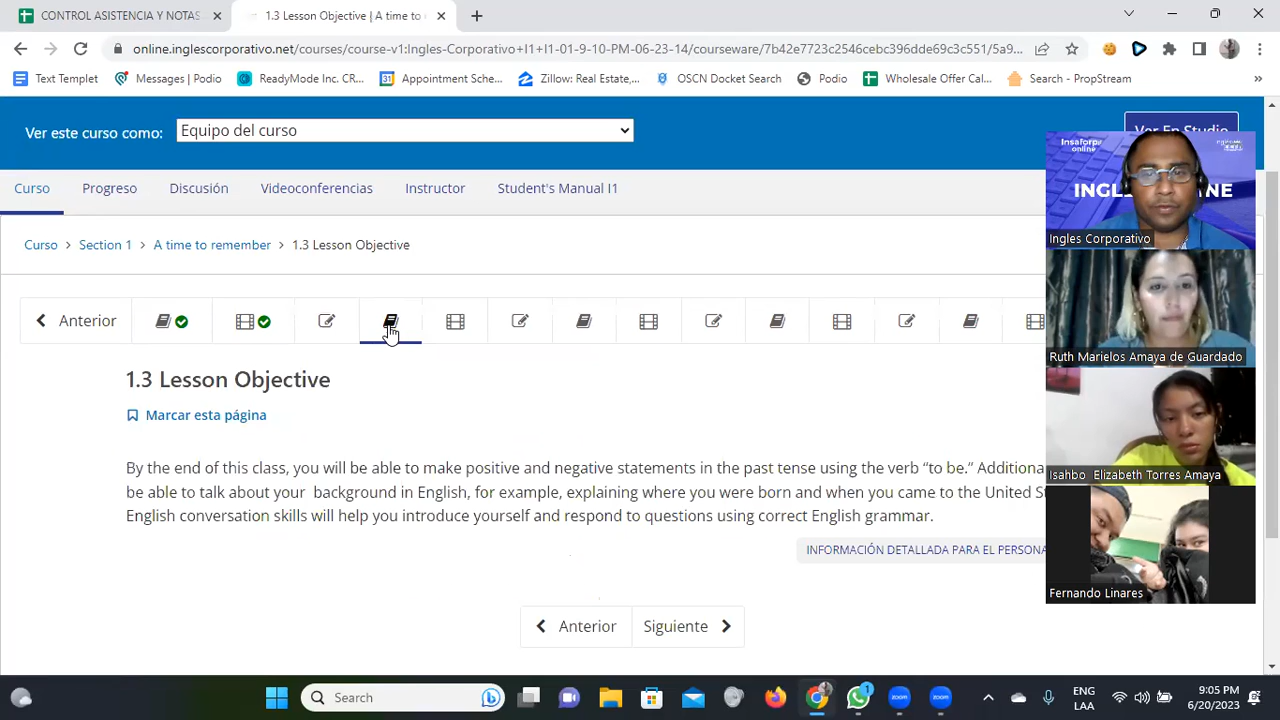 CONTROL ASISTENCIA Y NOTAS
1.3 Lesson Objective | A time to
online.inglescorporativo.net/courses/course-v1:Ingles-Corporativo+I1+I1-01-9-10-PM-06-23-14/courseware/7b42e7723c2546cebc396dde69c3c551/5a9...
Text Templet
Messages | Podio
ReadyMode Inc. CR...
Appointment Sche...
Zillow: Real Estate,...
OSCN Docket Search
Podio
Wholesale Offer Cal...
Search - PropStream
»
Ver este curso como:
Equipo del curso
Ver En Studio
Curso
Progreso
Discusión
Videoconferencias
Instructor
Student's Manual I1
Curso > Section 1 > A time to remember > 1.3 Lesson Objective
Anterior
1.3 Lesson Objective
Marcar esta página
By the end of this class, you will be able to make positive and negative statements in the past tense using the verb “to be.” Additiona
be able to talk about your background in English, for example, explaining where you were born and when you came to the United St
English conversation skills will help you introduce yourself and respond to questions using correct English grammar.
INFORMACIÓN DETALLADA PARA EL PERSONA
Anterior
Siguiente
Ingles Corporativo
Ruth Marielos Amaya de Guardado
Isahbo Elizabeth Torres Amaya
Fernando Linares
Search
ENG
LAA
9:05 PM
6/20/2023